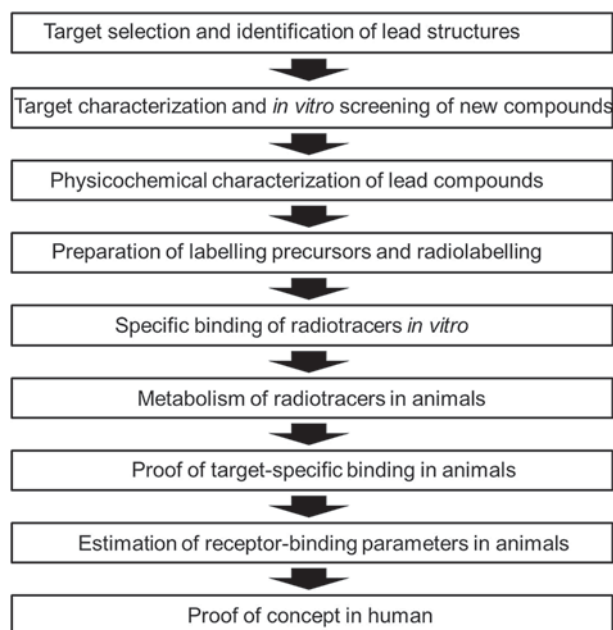 Target selection and identification of lead structures
Target characterization and in vitro screening of new compounds
Physicochemical characterization of lead compounds
Preparation of labelling precursors and radiolabelling
Specific binding of radiotracers in vitro
Metabolism of radiotracers in animals
Proof of target-specific binding in animals
Estimation of receptor-binding parameters in animals
Proof of concept in human